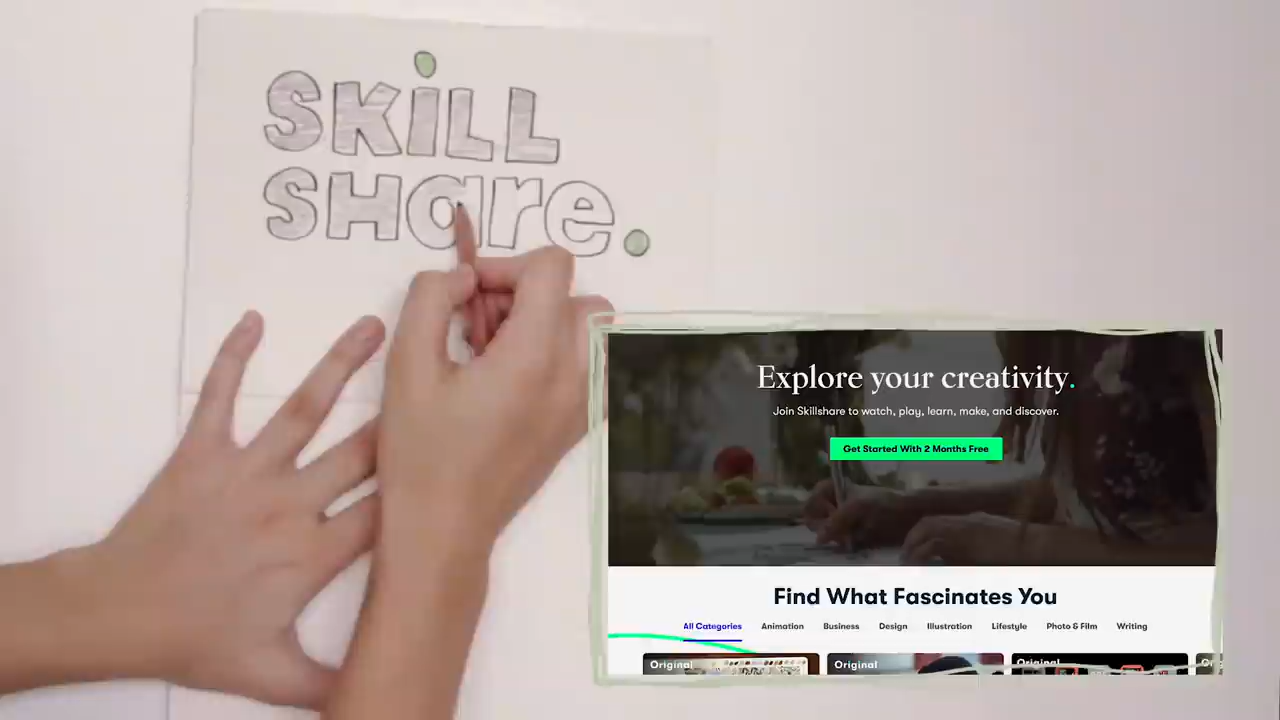 SKiLL
SHare.
Explore your creativity.
Join Skillshare to watch, play, learn, make, and discover.
Get Started With 2 Months Free
Find What Fascinates You
All Categories Animation Business Design Illustration Lifestyle Photo & Film Writing
Original Original Original